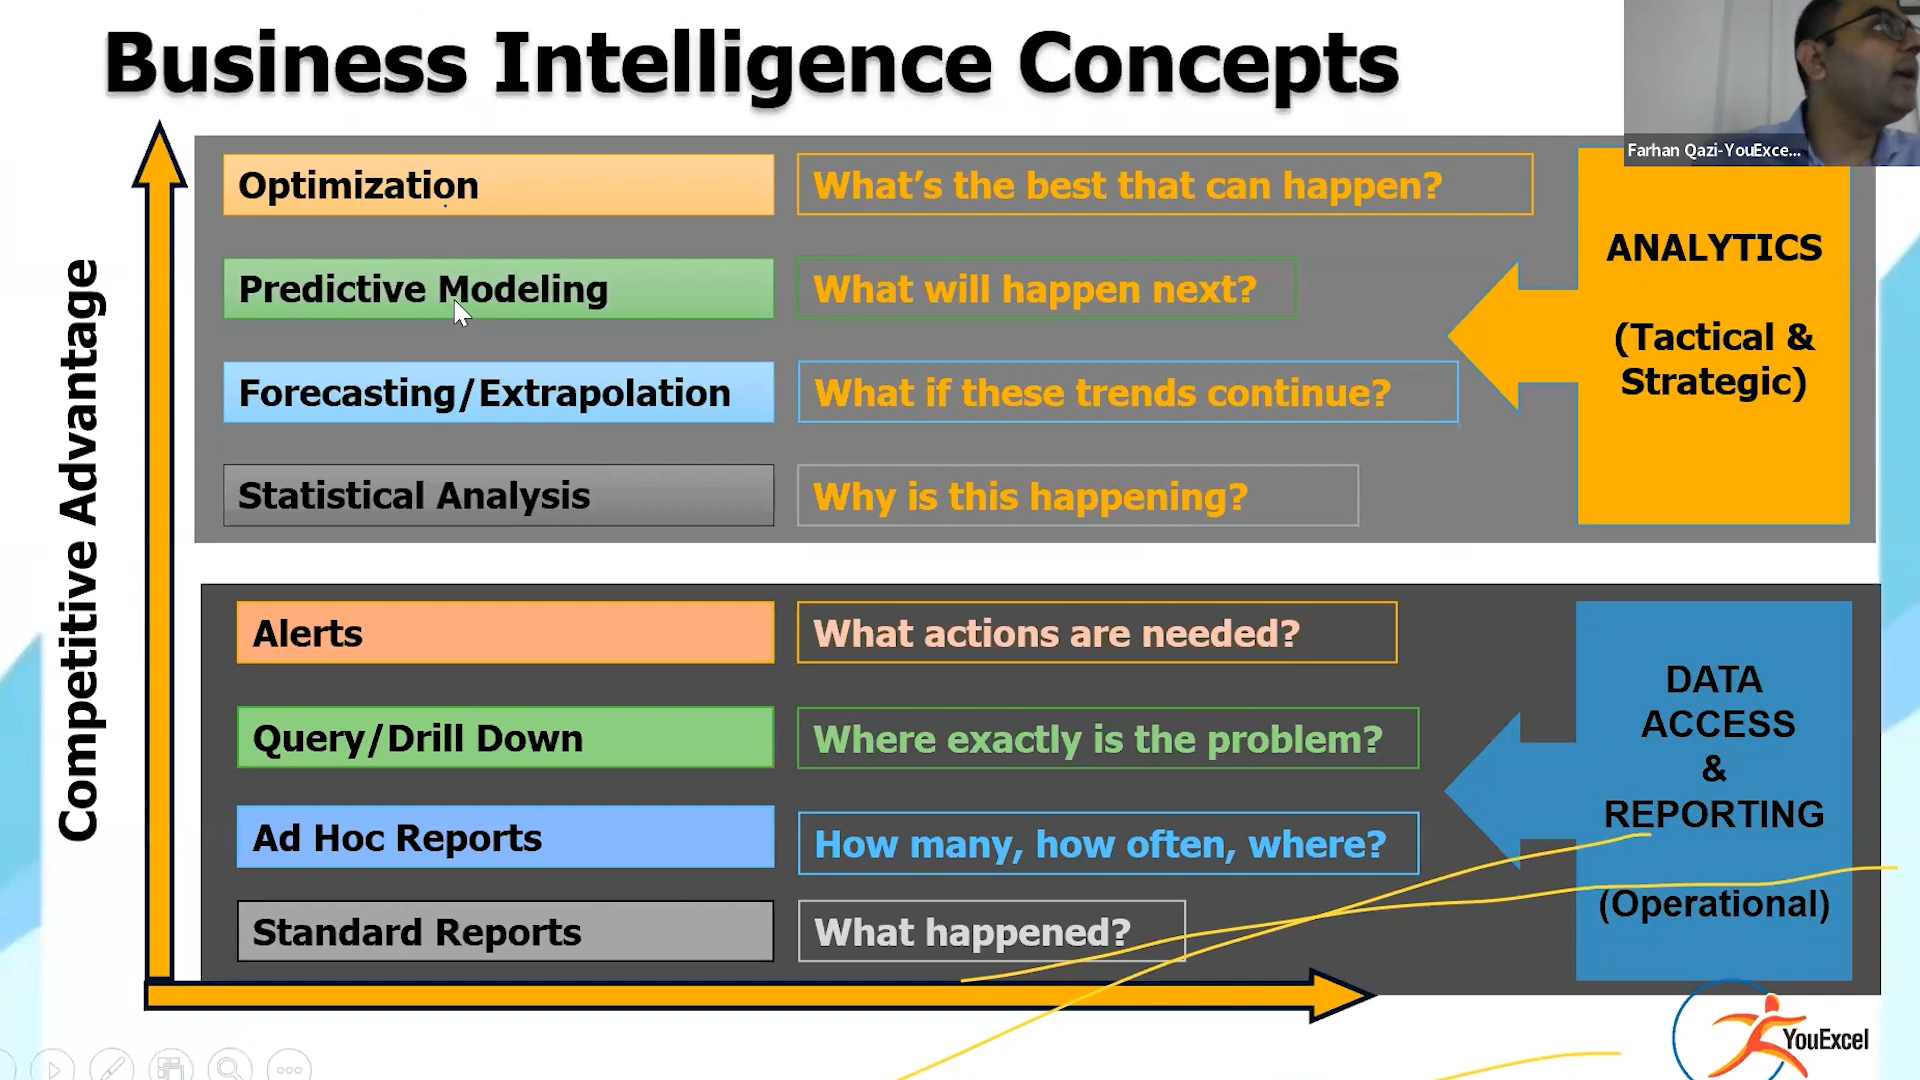 Business Intelligence Concepts
Farhan Qazi-YouExce...
Competitive Advantage
Optimization
What’s the best that can happen?
Predictive Modeling
What will happen next?
Forecasting/Extrapolation
What if these trends continue?
Statistical Analysis
Why is this happening?
ANALYTICS
(Tactical &
Strategic)
Alerts
What actions are needed?
Query/Drill Down
Where exactly is the problem?
Ad Hoc Reports
How many, how often, where?
Standard Reports
What happened?
DATA
ACCESS
&
REPORTING
(Operational)
YouExcel